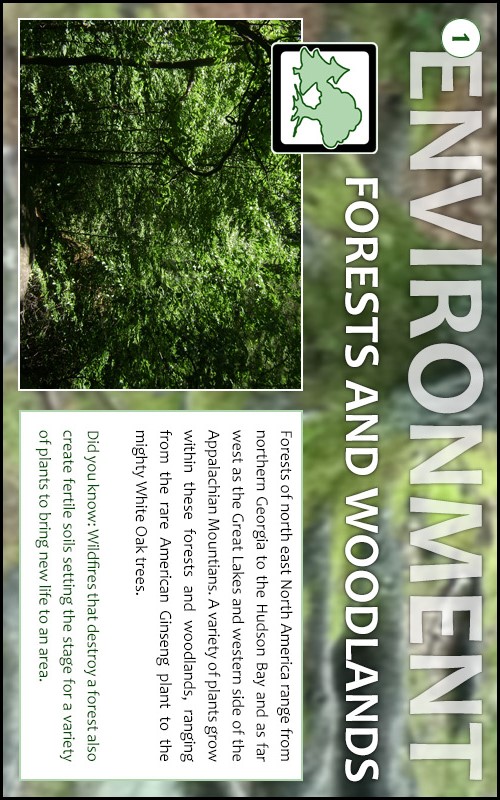 1
ENVIRONMENT
FORESTS AND WOODLANDS
Forests of north east North America range from
northern Georgia to the Hudson Bay and as far
west as the Great Lakes and western side of the
Appalachian Mountians. A variety of plants grow
within these forests and woodlands, ranging
from the rare American Ginseng plant to the
mighty White Oak trees.
Did you know: Wildfires that destroy a forest also
create fertile soils setting the stage for a variety
of plants to bring new life to an area.